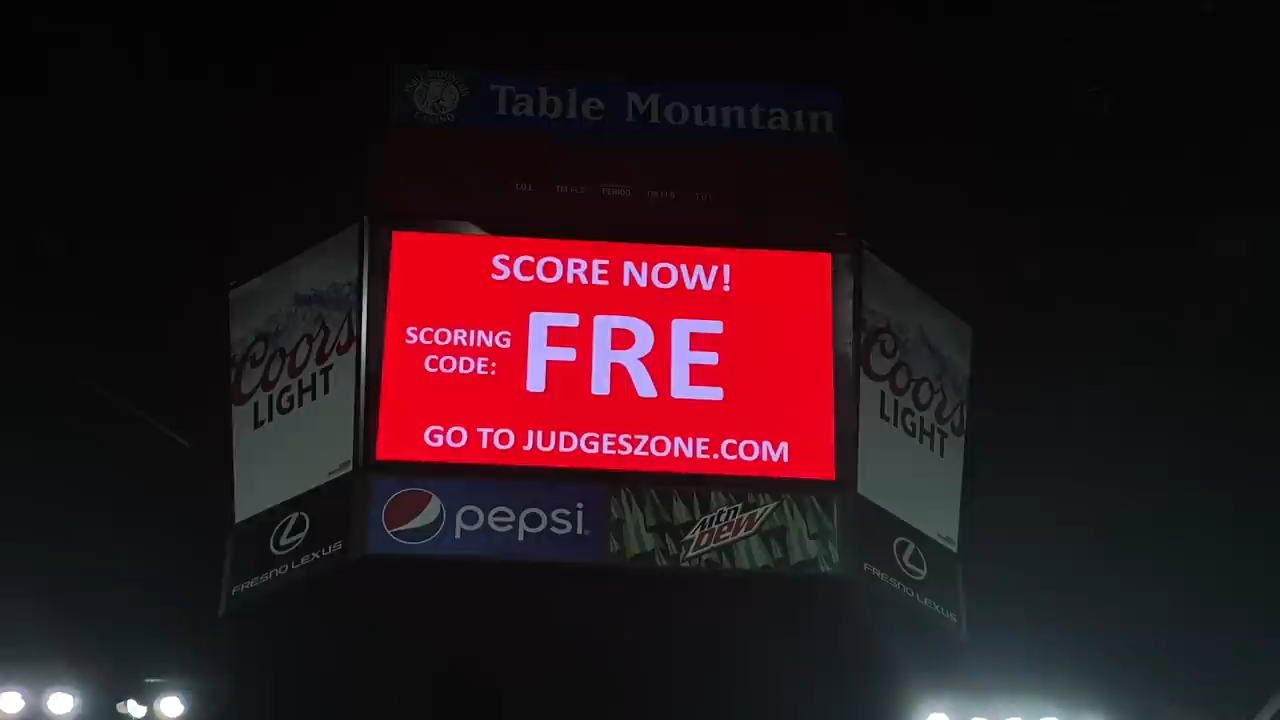 Table Mountain
PERIOD
SCORE NOW!
SCORING
CODE:
FRE
GO TO JUDGESZONE.COM
Coors
LIGHT
Coors
LIGHT
pepsi
mtn
dew
FRESNO LEXUS
FRESNO LEXUS